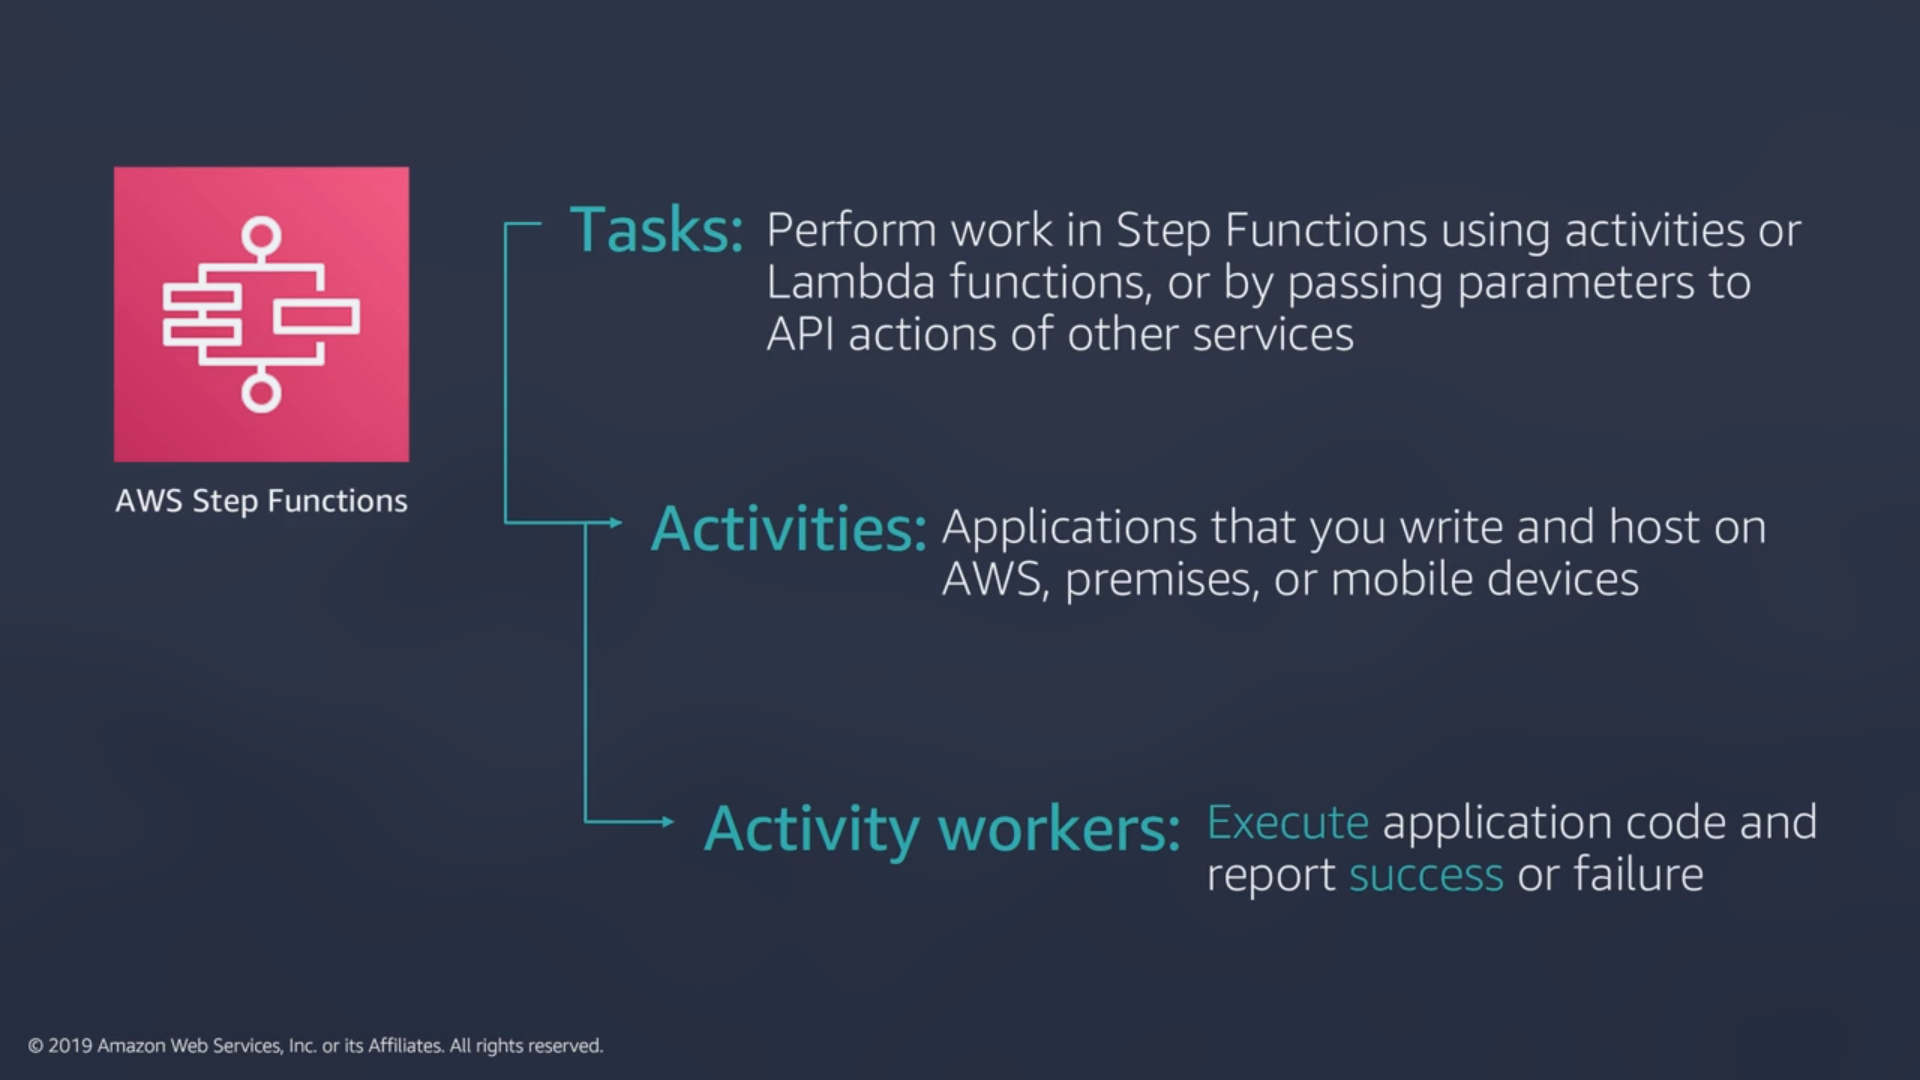 AWS Step Functions
Tasks: Perform work in Step Functions using activities or
Lambda functions, or by passing parameters to
API actions of other services
Activities: Applications that you write and host on
AWS, premises, or mobile devices
Activity workers: Execute application code and
report success or failure
© 2019 Amazon Web Services, Inc. or its Affiliates. All rights reserved.